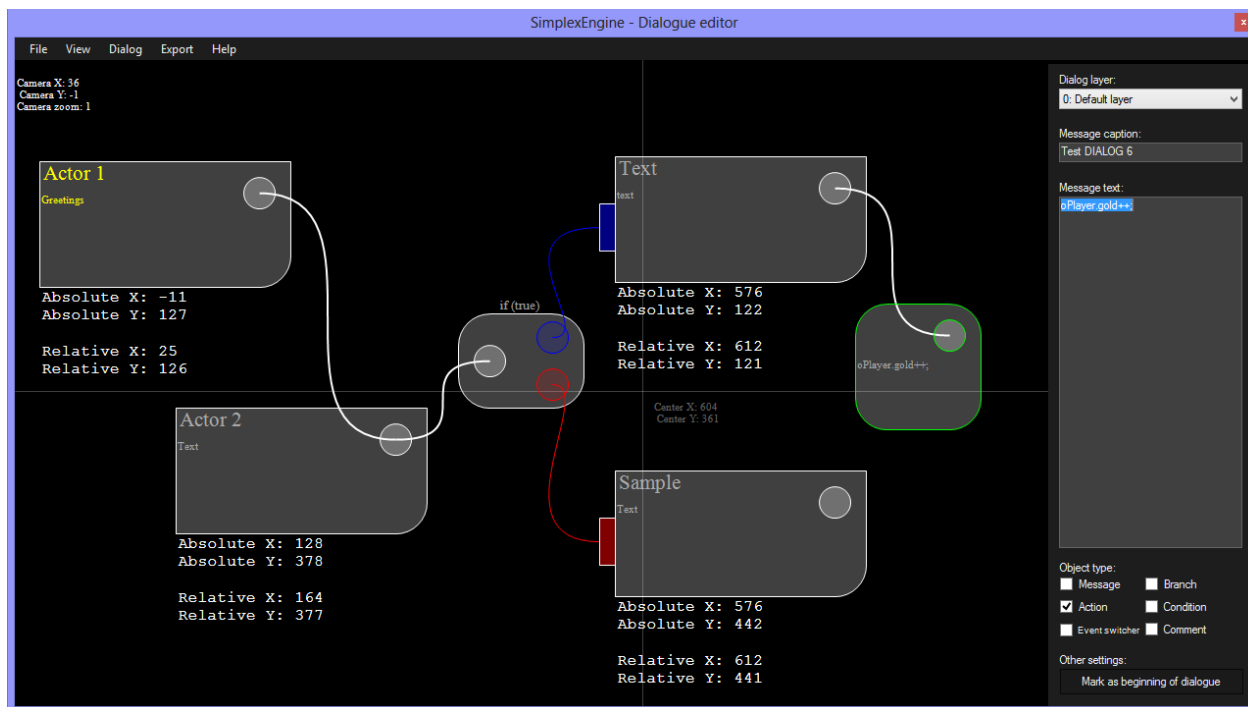 SimplexEngine - Dialogue editor
x
File View Dialog Export Help
Camera X: 36
Camera Y: -1
Camera zoom: 1
Actor 1
Greetings
Absolute X: -11
Absolute Y: 127
Relative X: 25
Relative Y: 126
Actor 2
Text
Absolute X: 128
Absolute Y: 378
Relative X: 164
Relative Y: 377
if (true)
Text
text
Absolute X: 576
Absolute Y: 122
Relative X: 612
Relative Y: 121
oPlayer.gold++;
Center X: 604
Center Y: 361
Sample
Text
Absolute X: 576
Absolute Y: 442
Relative X: 612
Relative Y: 441
Dialog layer:
0: Default layer
Message caption:
Test DIALOG 6
Message text:
oPlayer.gold++;
Object type:
Message Branch
Action Condition
Event switcher Comment
Other settings:
Mark as beginning of dialogue